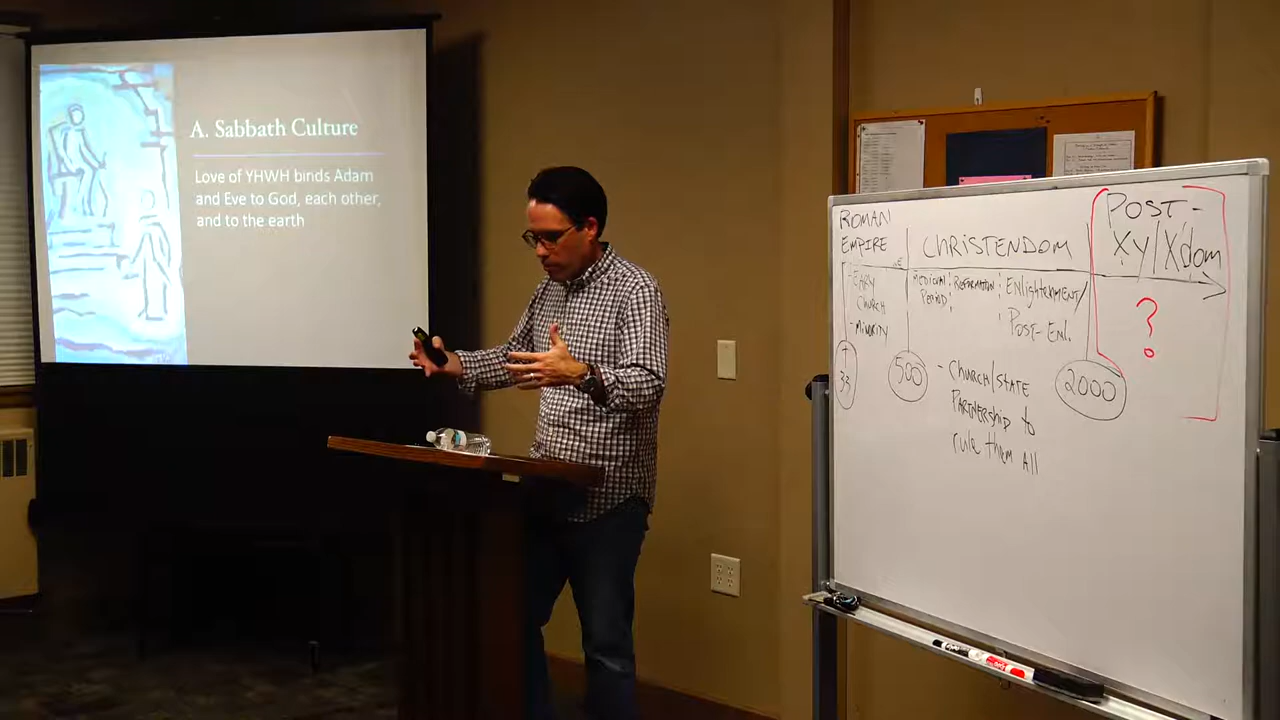 A. Sabbath Culture
Love of YHWH binds Adam
and Eve to God, each other,
and to the earth
ROMAN
EMPIRE
CHRISTENDOM
POST-
Xy/Xdom
CHURCH
- MINORITY
MEDIEVAL
PERIOD
REFORMATION
ENLIGHTENMENT/
POST-ENL.
?
33
500
2000
- CHURCH/STATE
PARTNERSHIP to
rule them All